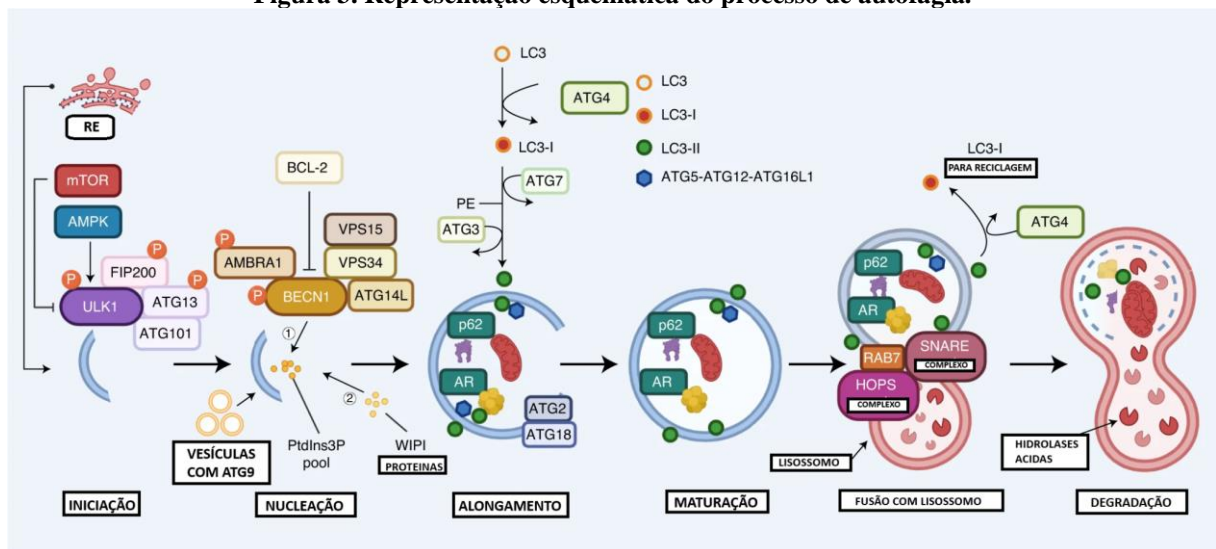 Figura 3. Representação esquemática do processo de autofagia.
RE
mTOR
AMPK
P
P
P
FIP200
ULK1
ATG13
ATG101
INICIAÇÃO
BCL-2
P
AMBRA1
VPS15
VPS34
P
BECN1
ATG14L
①
②
VESÍCULAS
COM ATG9
PtdIns3P
pool
WIPI
PROTEINAS
NUCLEAÇÃO
LC3
ATG4
LC3-I
ATG7
PE
ATG3
LC3
LC3-I
LC3-II
ATG5-ATG12-ATG16L1
p62
AR
ATG2
ATG18
ALONGAMENTO
p62
AR
MATURAÇÃO
LC3-I
PARA RECICLAGEM
ATG4
p62
AR
RAB7
SNARE
COMPLEXO
HOPS
COMPLEXO
LISOSSOMO
FUSÃO COM LISOSSOMO
HIDROLASES
ACIDAS
DEGRADAÇÃO